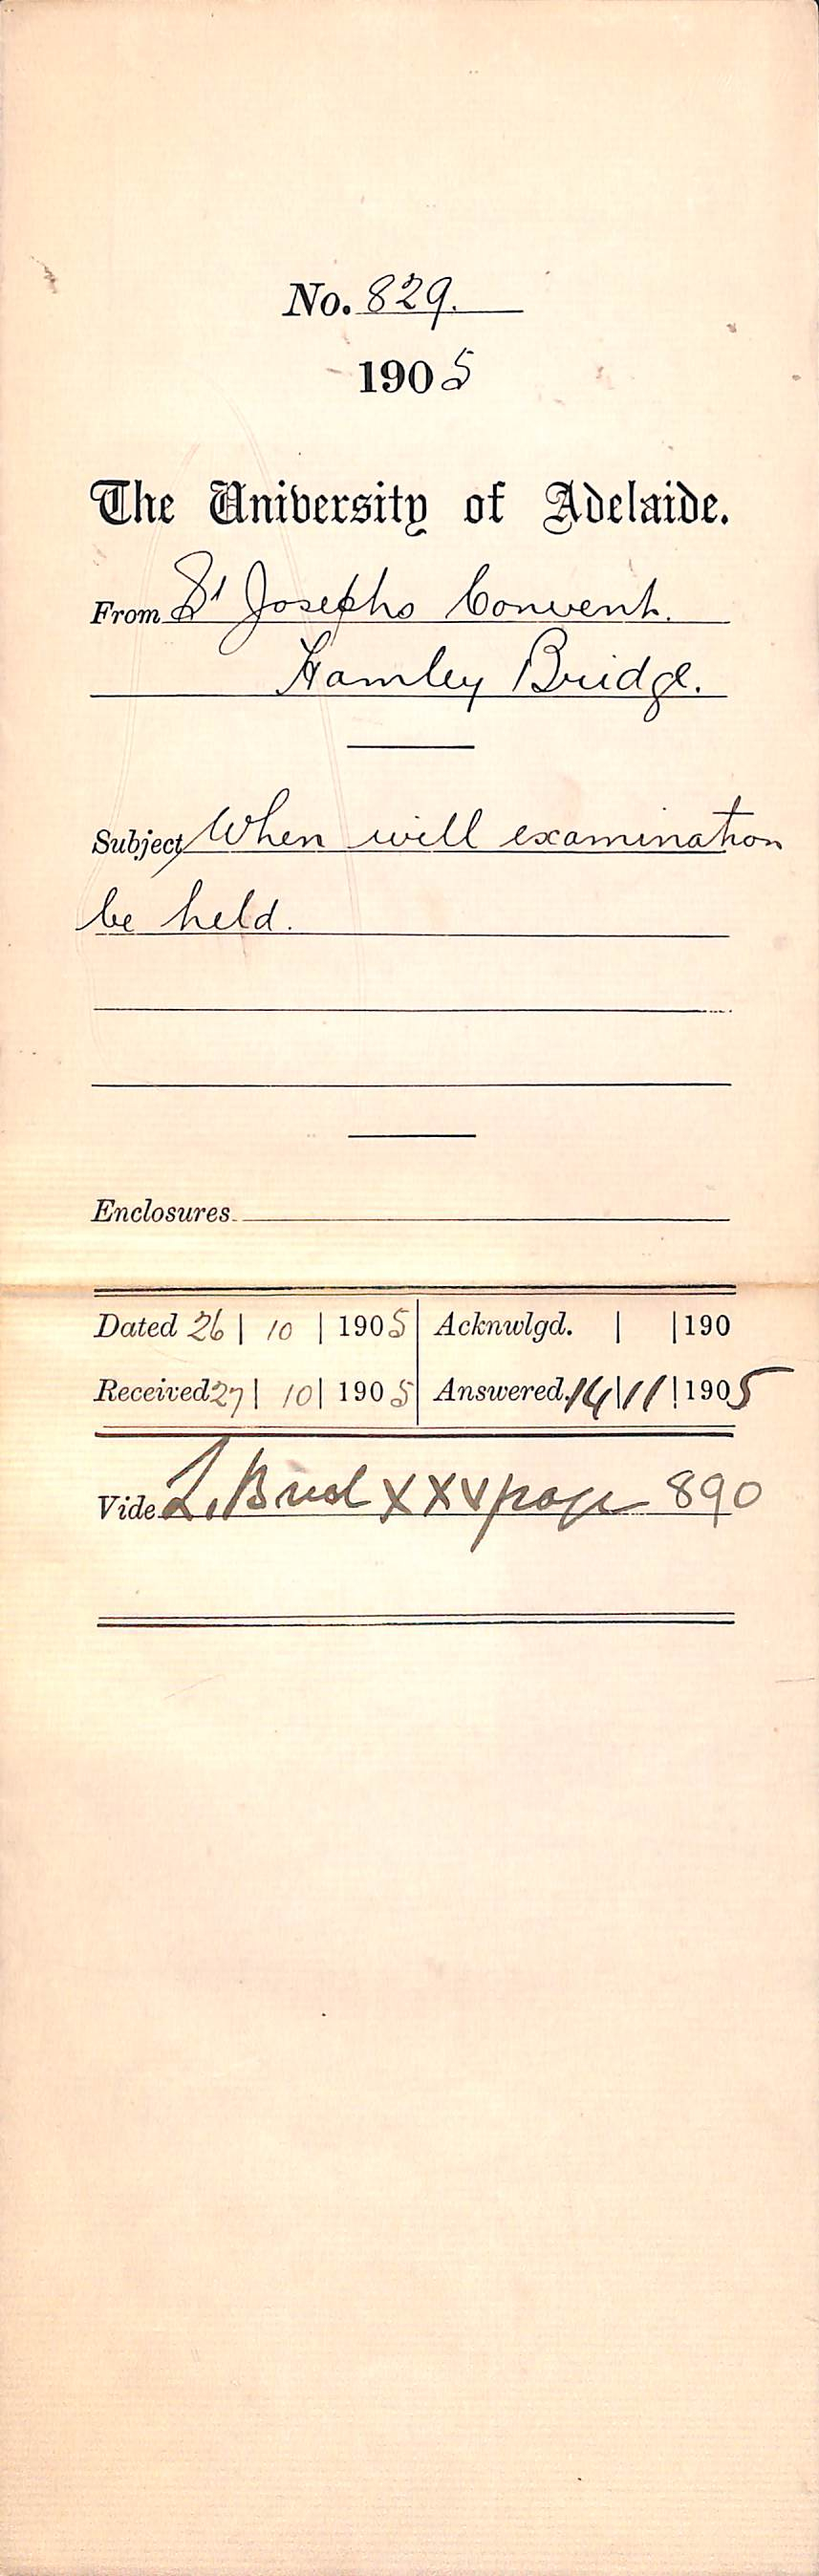 No. 829.
1905
The University of Adelaide.
From St Josephs Convent.
Hamley Bridge.
Subject When will examination
be held.
Enclosures
Dated 26 | 10 | 1905 | Acknwlgd. | | 190
Received 27 | 10 | 1905 | Answered. 14 | 11 | 1905
Vide L. XXV page 890